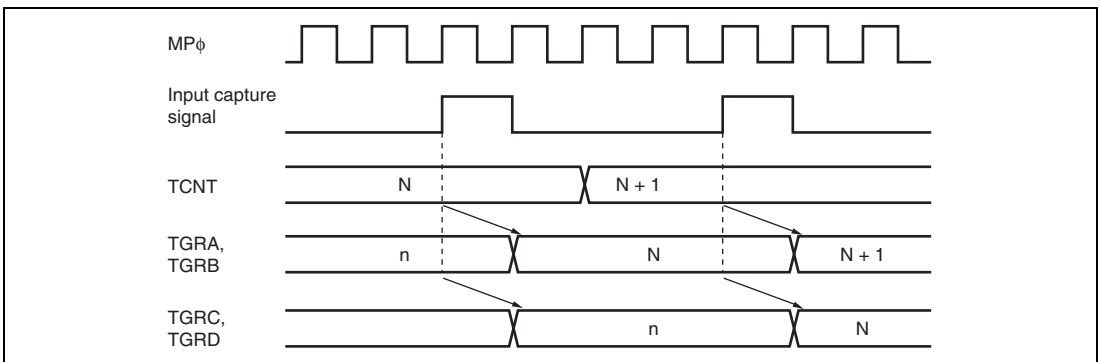 MPφ
Input capture
signal
TCNT
N
N + 1
TGRA,
TGRB
n
N
N + 1
TGRC,
TGRD
n
N